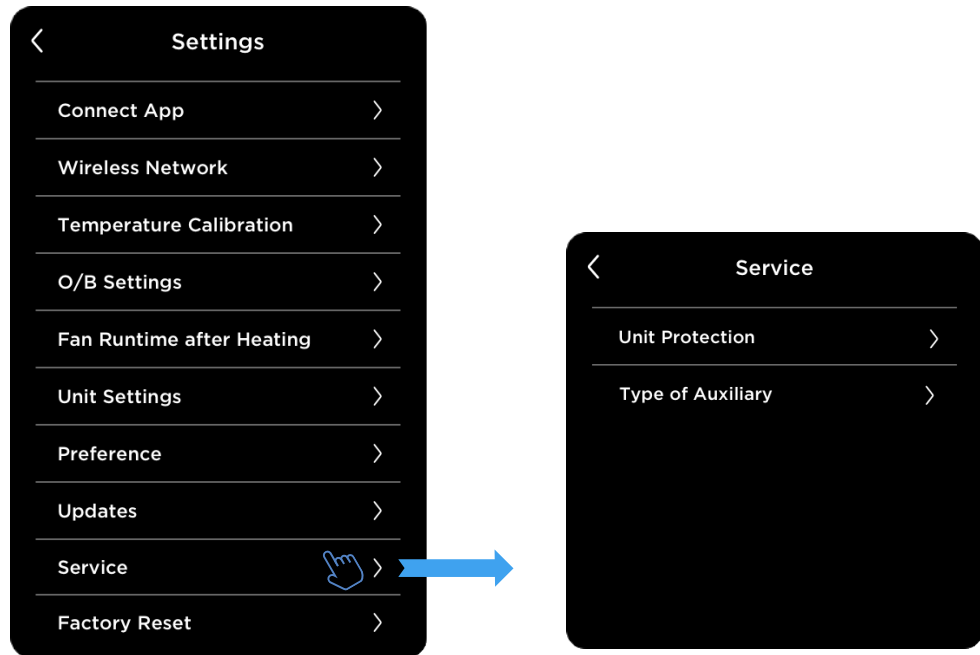 Settings
Connect App
Wireless Network
Temperature Calibration
O/B Settings
Fan Runtime after Heating
Unit Settings
Preference
Updates
Service
Factory Reset
Service
Unit Protection
Type of Auxiliary